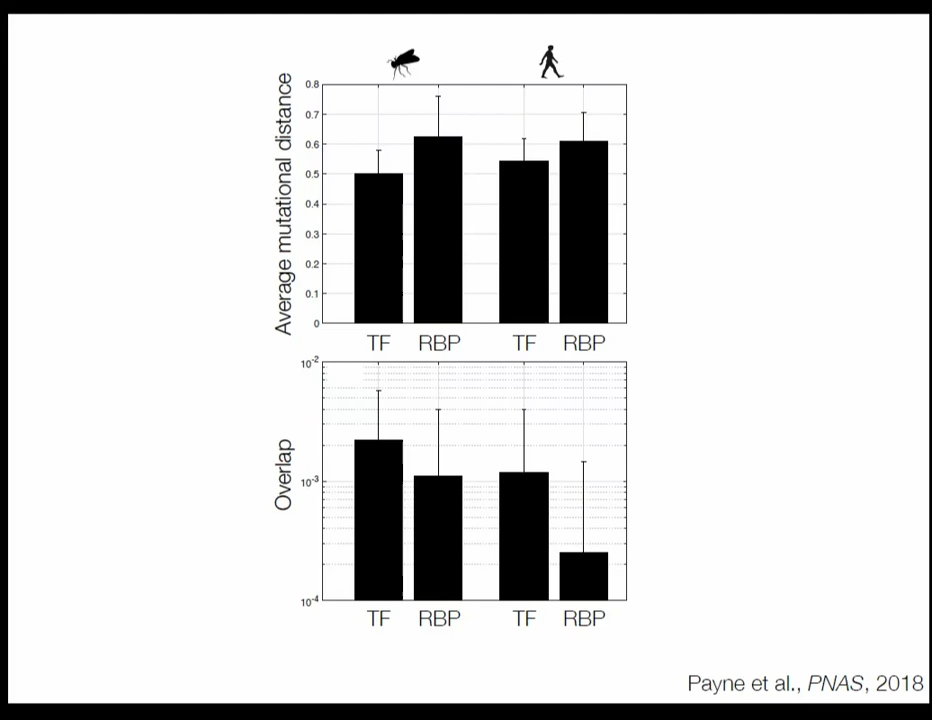 Average mutational distance
0.8
0.7
0.6
0.5
0.4
0.3
0.2
0.1
0
TF RBP TF RBP
Overlap
10-2
10-3
10-4
TF RBP TF RBP
Payne et al., PNAS, 2018